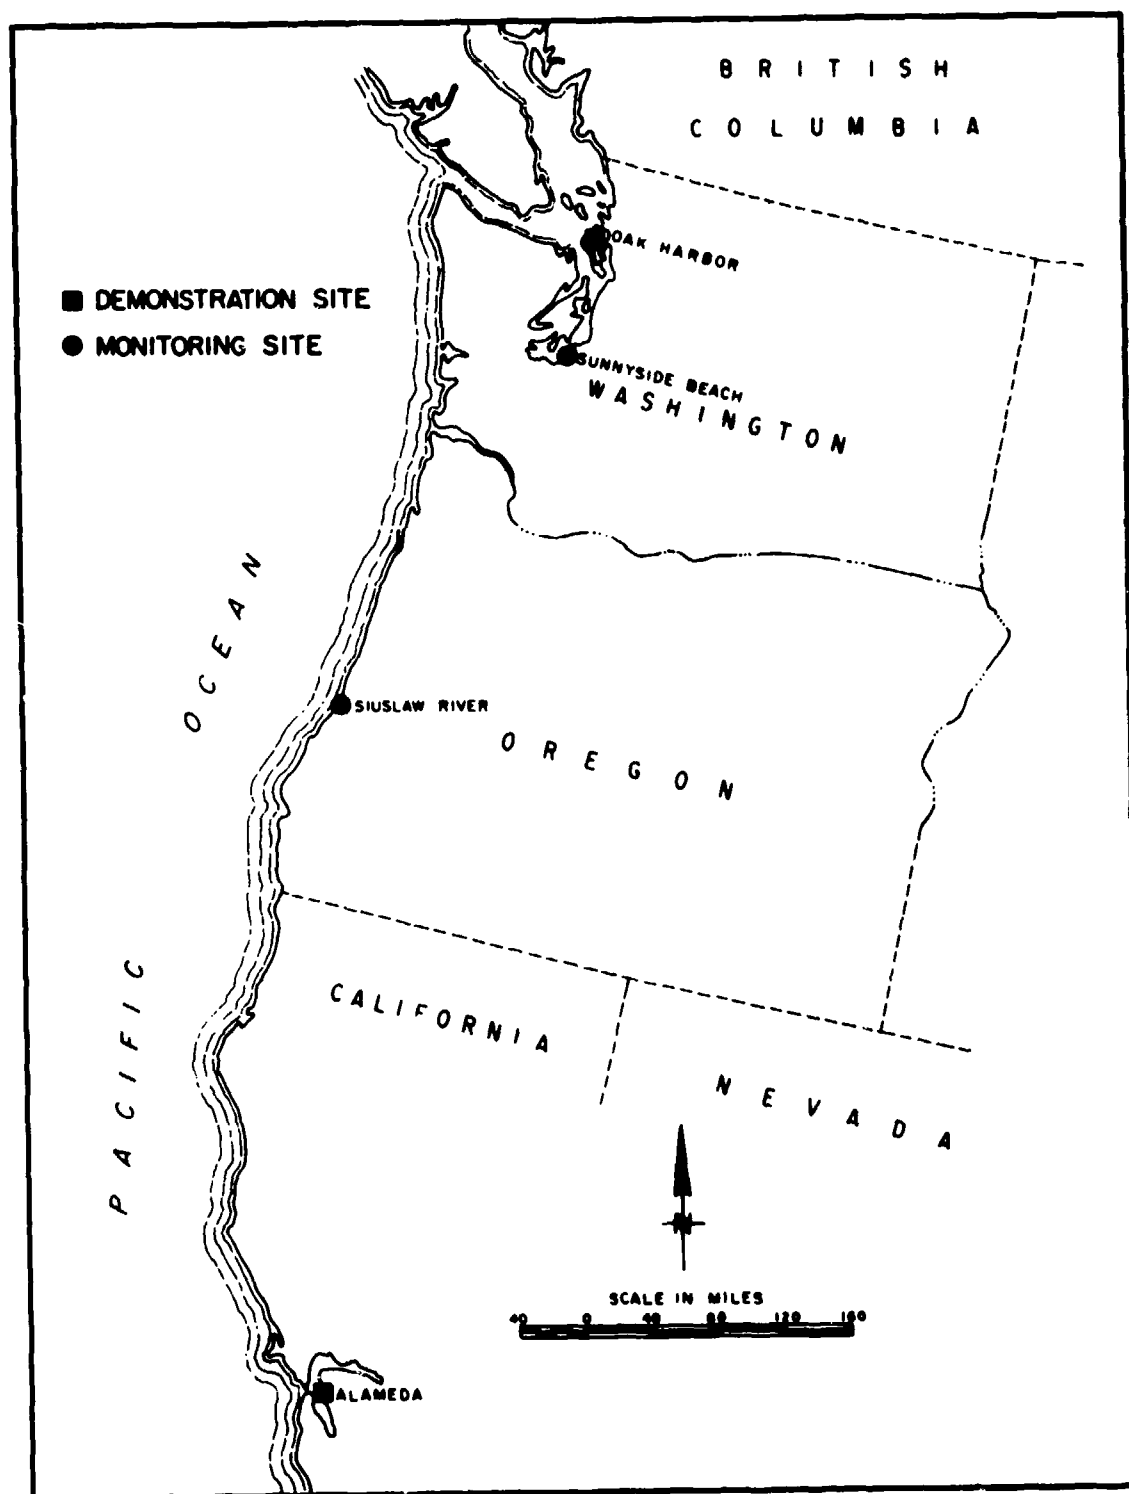 BRITISH
COLUMBIA
OAK HARBOR
DEMONSTRATION SITE
MONITORING SITE
SUNNYSIDE BEACH
WASHINGTON
PACIFIC OCEAN
SIUSLAW RIVER
OREGON
CALIFORNIA
NEVADA
N
SCALE IN MILES
40 0 40 80 120 160
ALAMEDA